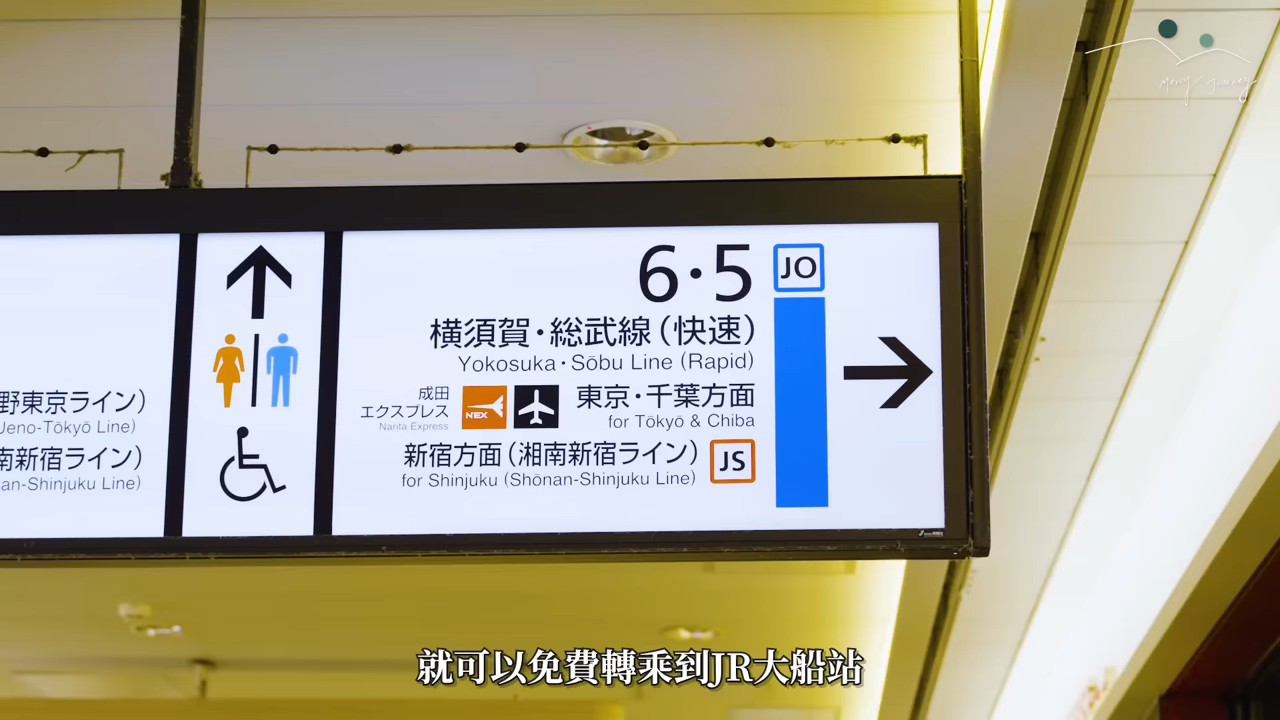 Merry Journey
6・5 JO
横須賀・総武線（快速）
Yokosuka・Sōbu Line (Rapid)
成田
エクスプレス
Narita Express
N'EX
東京・千葉方面
for Tōkyō & Chiba
新宿方面（湘南新宿ライン） JS
for Shinjuku (Shōnan-Shinjuku Line)
野東京ライン）
Jeno-Tōkyō Line)
南新宿ライン）
an-Shinjuku Line)
就可以免費轉乘到JR大船站